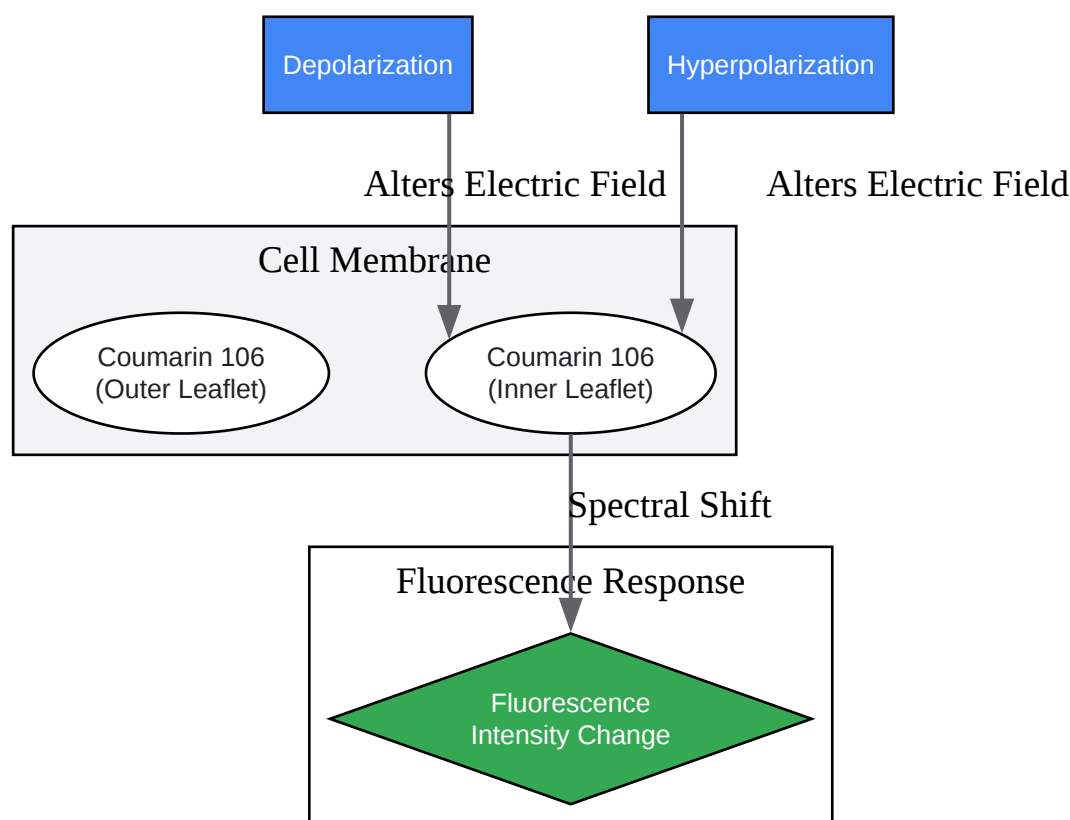 Depolarization
Hyperpolarization
Alters Electric Field
Alters Electric Field
Cell Membrane
Coumarin 106
(Outer Leaflet)
Coumarin 106
(Inner Leaflet)
Spectral Shift
Fluorescence Response
Fluorescence
Intensity Change